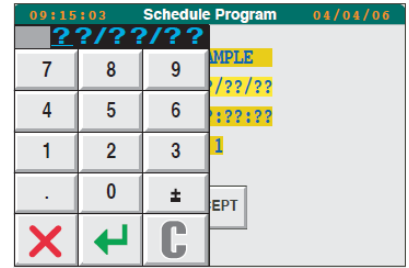 09:15:03 Schedule Program 04/04/06
??/??/??
7 8 9 AMPLE
/??/??
4 5 6 ?:??:??
1 2 3 1
. 0 ± EPT
C